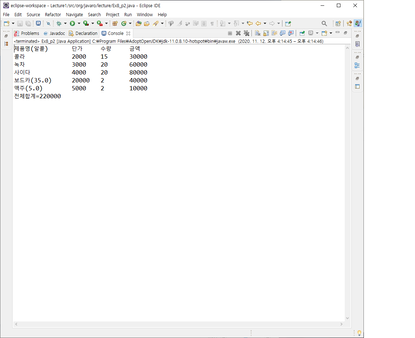 eclipse-workspace - Lecture1/src/org/javaro/lecture/Ex8_p2.java - Eclipse IDE
File Edit Source Refactor Navigate Search Project Run Window Help
Problems Javadoc Declaration Console
<terminated> Ex8_p2 [Java Application] C:\Program Files\AdoptOpenJDK\jdk-11.0.8.10-hotspot\bin\javaw.exe (2020. 11. 12. 오후 4:14:45 – 오후 4:14:46)
제품명(알콜) 단가 수량 금액
콜라 2000 15 30000
녹차 3000 20 60000
사이다 4000 20 80000
보드카(35.0) 20000 2 40000
맥주(5.0) 5000 2 10000
전체합계=220000